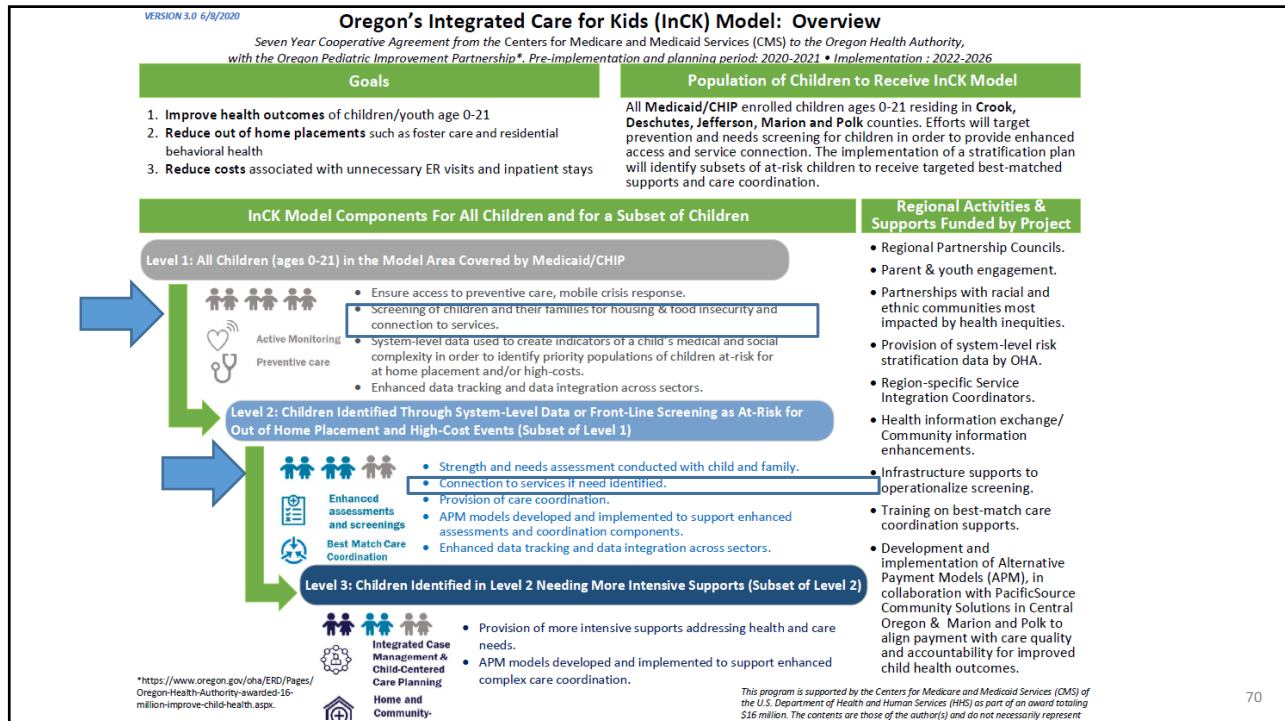 VERSION 3.0 6/8/2020
Oregon's Integrated Care for Kids (InCK) Model: Overview
Seven Year Cooperative Agreement from the Centers for Medicare and Medicaid Services (CMS) to the Oregon Health Authority,
with the Oregon Pediatric Improvement Partnership*. Pre-implementation and planning period: 2020-2021 • Implementation : 2022-2026
Goals
1. Improve health outcomes of children/youth age 0-21
2. Reduce out of home placements such as foster care and residential
behavioral health
3. Reduce costs associated with unnecessary ER visits and inpatient stays
Population of Children to Receive InCK Model
All Medicaid/CHIP enrolled children ages 0-21 residing in Crook,
Deschutes, Jefferson, Marion and Polk counties. Efforts will target
prevention and needs screening for children in order to provide enhanced
access and service connection. The implementation of a stratification plan
will identify subsets of at-risk children to receive targeted best-matched
supports and care coordination.
InCK Model Components For All Children and for a Subset of Children
Level 1: All Children (ages 0-21) in the Model Area Covered by Medicaid/CHIP
Active Monitoring
Preventive care
• Ensure access to preventive care, mobile crisis response.
• Screening of children and their families for housing & food insecurity and
connection to services.
• System-level data used to create indicators of a child's medical and social
complexity in order to identify priority populations of children at-risk for
at home placement and/or high-costs.
• Enhanced data tracking and data integration across sectors.
Level 2: Children Identified Through System-Level Data or Front-Line Screening as At-Risk for
Out of Home Placement and High-Cost Events (Subset of Level 1)
Enhanced
assessments
and screenings
Best Match Care
Coordination
• Strength and needs assessment conducted with child and family.
• Connection to services if need identified.
• Provision of care coordination.
• APM models developed and implemented to support enhanced
assessments and coordination components.
• Enhanced data tracking and data integration across sectors.
Level 3: Children Identified in Level 2 Needing More Intensive Supports (Subset of Level 2)
Integrated Case
Management &
Child-Centered
Care Planning
Home and
Community-
• Provision of more intensive supports addressing health and care
needs.
• APM models developed and implemented to support enhanced
complex care coordination.
Regional Activities &
Supports Funded by Project
• Regional Partnership Councils.
• Parent & youth engagement.
• Partnerships with racial and
ethnic communities most
impacted by health inequities.
• Provision of system-level risk
stratification data by OHA.
• Region-specific Service
Integration Coordinators.
• Health information exchange/
Community information
enhancements.
• Infrastructure supports to
operationalize screening.
• Training on best-match care
coordination supports.
• Development and
implementation of Alternative
Payment Models (APM), in
collaboration with PacificSource
Community Solutions in Central
Oregon & Marion and Polk to
align payment with care quality
and accountability for improved
child health outcomes.
*https://www.oregon.gov/oha/ERD/Pages/
Oregon-Health-Authority-awarded-16-
million-improve-child-health.aspx.
This program is supported by the Centers for Medicare and Medicaid Services (CMS) of
the U.S. Department of Health and Human Services (HHS) as part of an award totaling
$16 million. The contents are those of the author(s) and do not necessarily represent
70